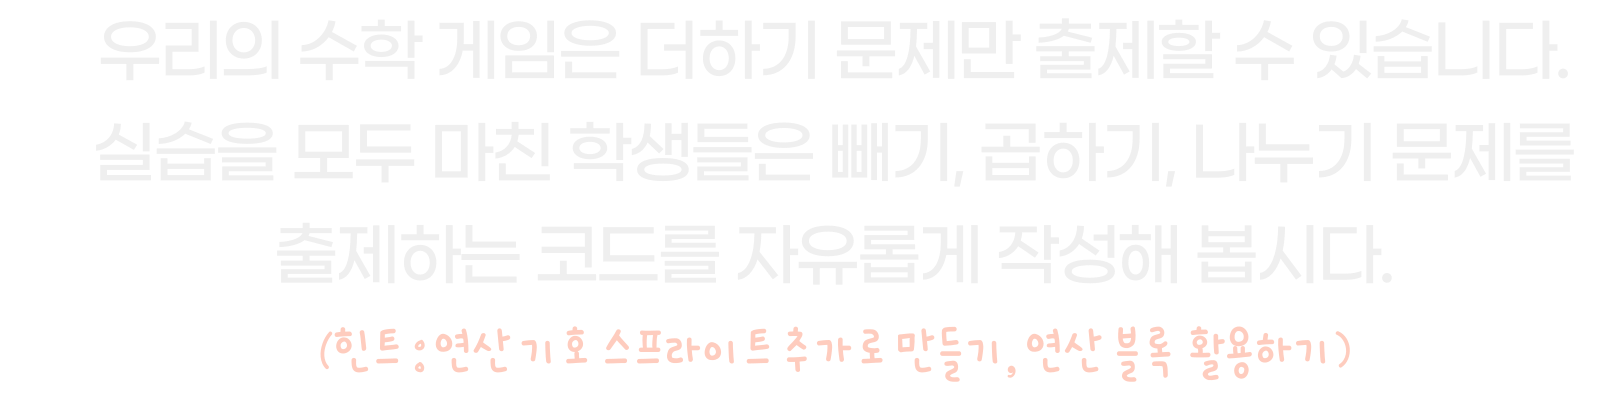 우리의 수학 게임은 더하기 문제만 출제할 수 있습니다.
실습을 모두 마친 학생들은 빼기, 곱하기, 나누기 문제를
출제하는 코드를 자유롭게 작성해 봅시다.
(힌트 : 연산 기호 스프라이트 추가로 만들기, 연산 블록 활용하기)